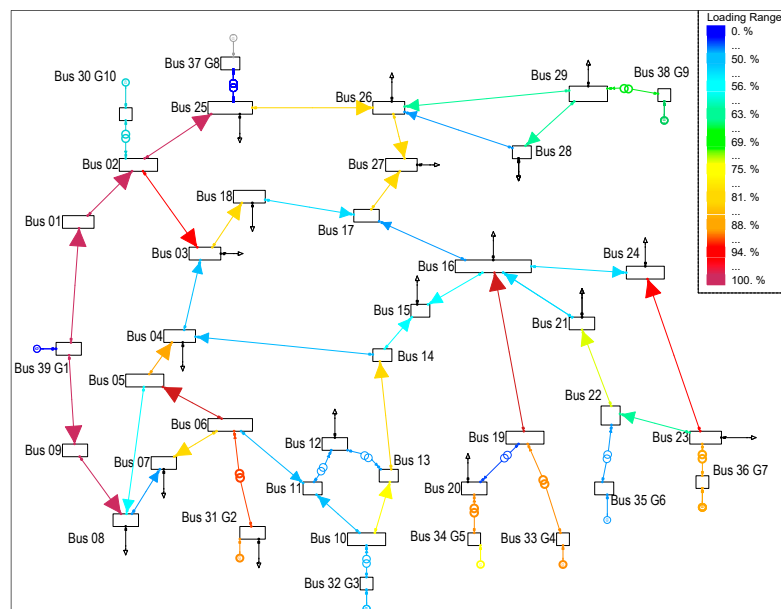 Loading Range
0. %
...
50. %
...
56. %
...
63. %
...
69. %
...
75. %
...
81. %
...
88. %
...
94. %
...
100. %
Bus 30 G10
Bus 37 G8
Bus 25
Bus 26
Bus 29
Bus 38 G9
Bus 28
Bus 02
Bus 27
Bus 18
Bus 01
Bus 17
Bus 03
Bus 16
Bus 24
Bus 15
Bus 21
Bus 04
Bus 14
Bus 39 G1
Bus 05
Bus 22
Bus 06
Bus 19
Bus 23
Bus 09
Bus 12
Bus 07
Bus 13
Bus 36 G7
Bus 11
Bus 20
Bus 35 G6
Bus 31 G2
Bus 08
Bus 10
Bus 34 G5
Bus 33 G4
Bus 32 G3